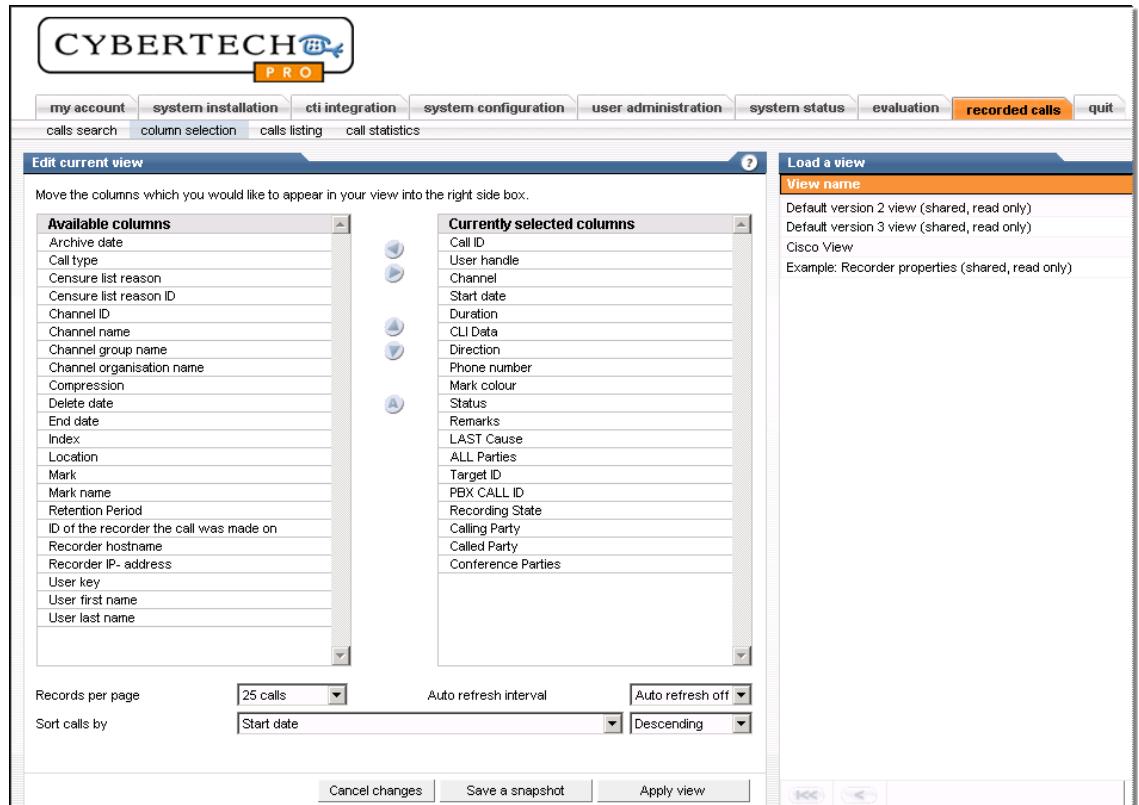 CYBERTECH
PRO
my account system installation cti integration system configuration user administration system status evaluation recorded calls quit
calls search column selection calls listing call statistics
Edit current view ?
Move the columns which you would like to appear in your view into the right side box.
Available columns
Archive date
Call type
Censure list reason
Censure list reason ID
Channel ID
Channel name
Channel group name
Channel organisation name
Compression
Delete date
End date
Index
Location
Mark
Mark name
Retention Period
ID of the recorder the call was made on
Recorder hostname
Recorder IP- address
User key
User first name
User last name
A
Currently selected columns
Call ID
User handle
Channel
Start date
Duration
CLI Data
Direction
Phone number
Mark colour
Status
Remarks
LAST Cause
ALL Parties
Target ID
PBX CALL ID
Recording State
Calling Party
Called Party
Conference Parties
Records per page 25 calls Auto refresh interval Auto refresh off
Sort calls by Start date Descending
Cancel changes Save a snapshot Apply view
Load a view
View name
Default version 2 view (shared, read only)
Default version 3 view (shared, read only)
Cisco View
Example: Recorder properties (shared, read only)